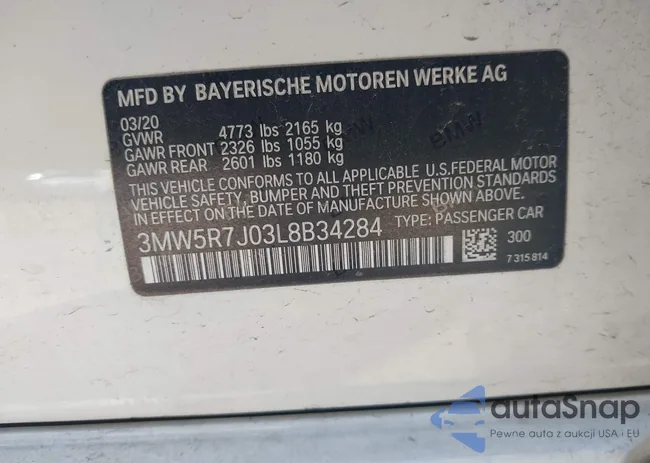 MFD BY BAYERISCHE MOTOREN WERKE AG
03/20
GVWR 4773 lbs 2165 kg
GAWR FRONT 2326 lbs 1055 kg
GAWR REAR 2601 lbs 1180 kg
THIS VEHICLE CONFORMS TO ALL APPLICABLE U.S.FEDERAL MOTOR
VEHICLE SAFETY, BUMPER, AND THEFT PREVENTION STANDARDS
IN EFFECT ON THE DATE OF MANUFACTURE SHOWN ABOVE.
3MW5R7J03L8B34284 TYPE: PASSENGER CAR
300
7 315 814
autoSnap
Pewne auta z aukcji USA i EU